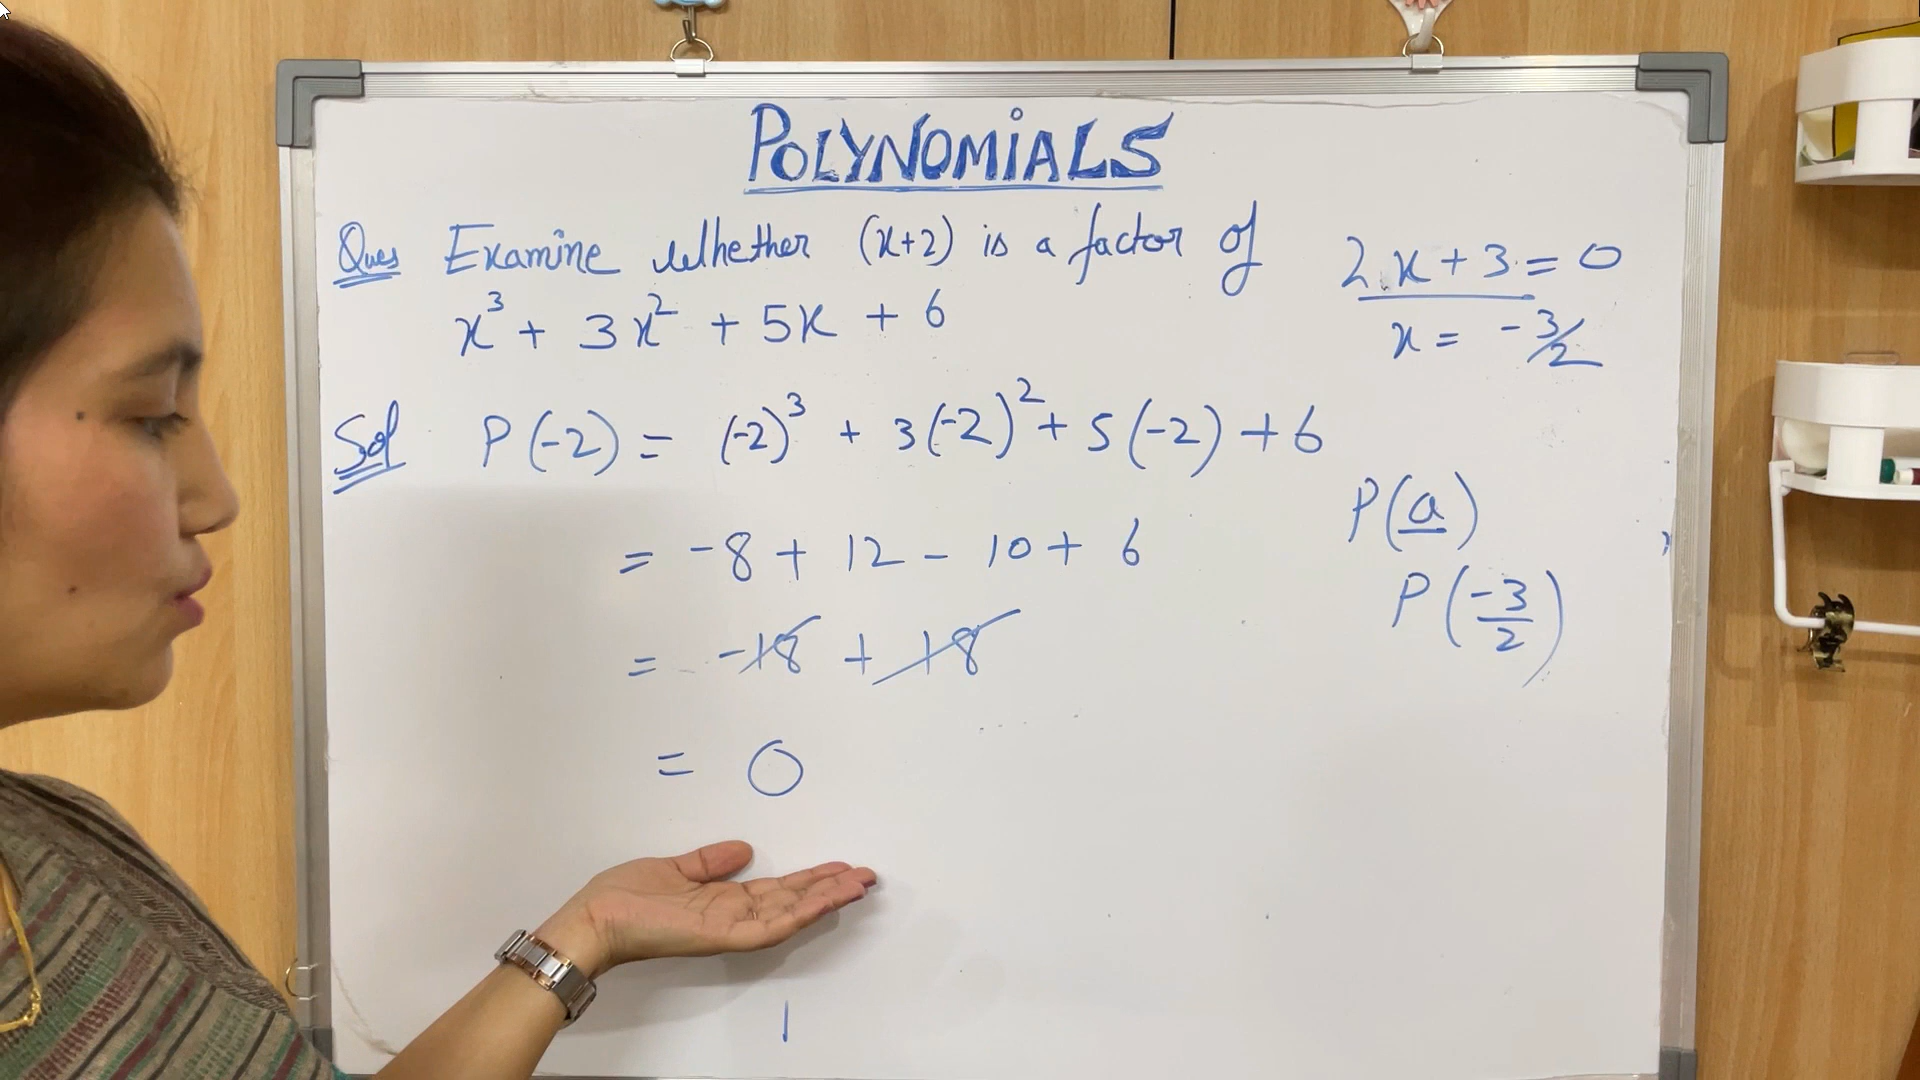 POLYNOMiALS
Ques Examine whether (x+2) is a factor of
x³ + 3x² + 5x + 6
Sol P(-2) = (-2)³ + 3(-2)² + 5(-2) + 6
= -8 + 12 - 10 + 6
= -18 + 18
= 0
2x+3=0
x = -3/2
P(a)
P(-3/2)